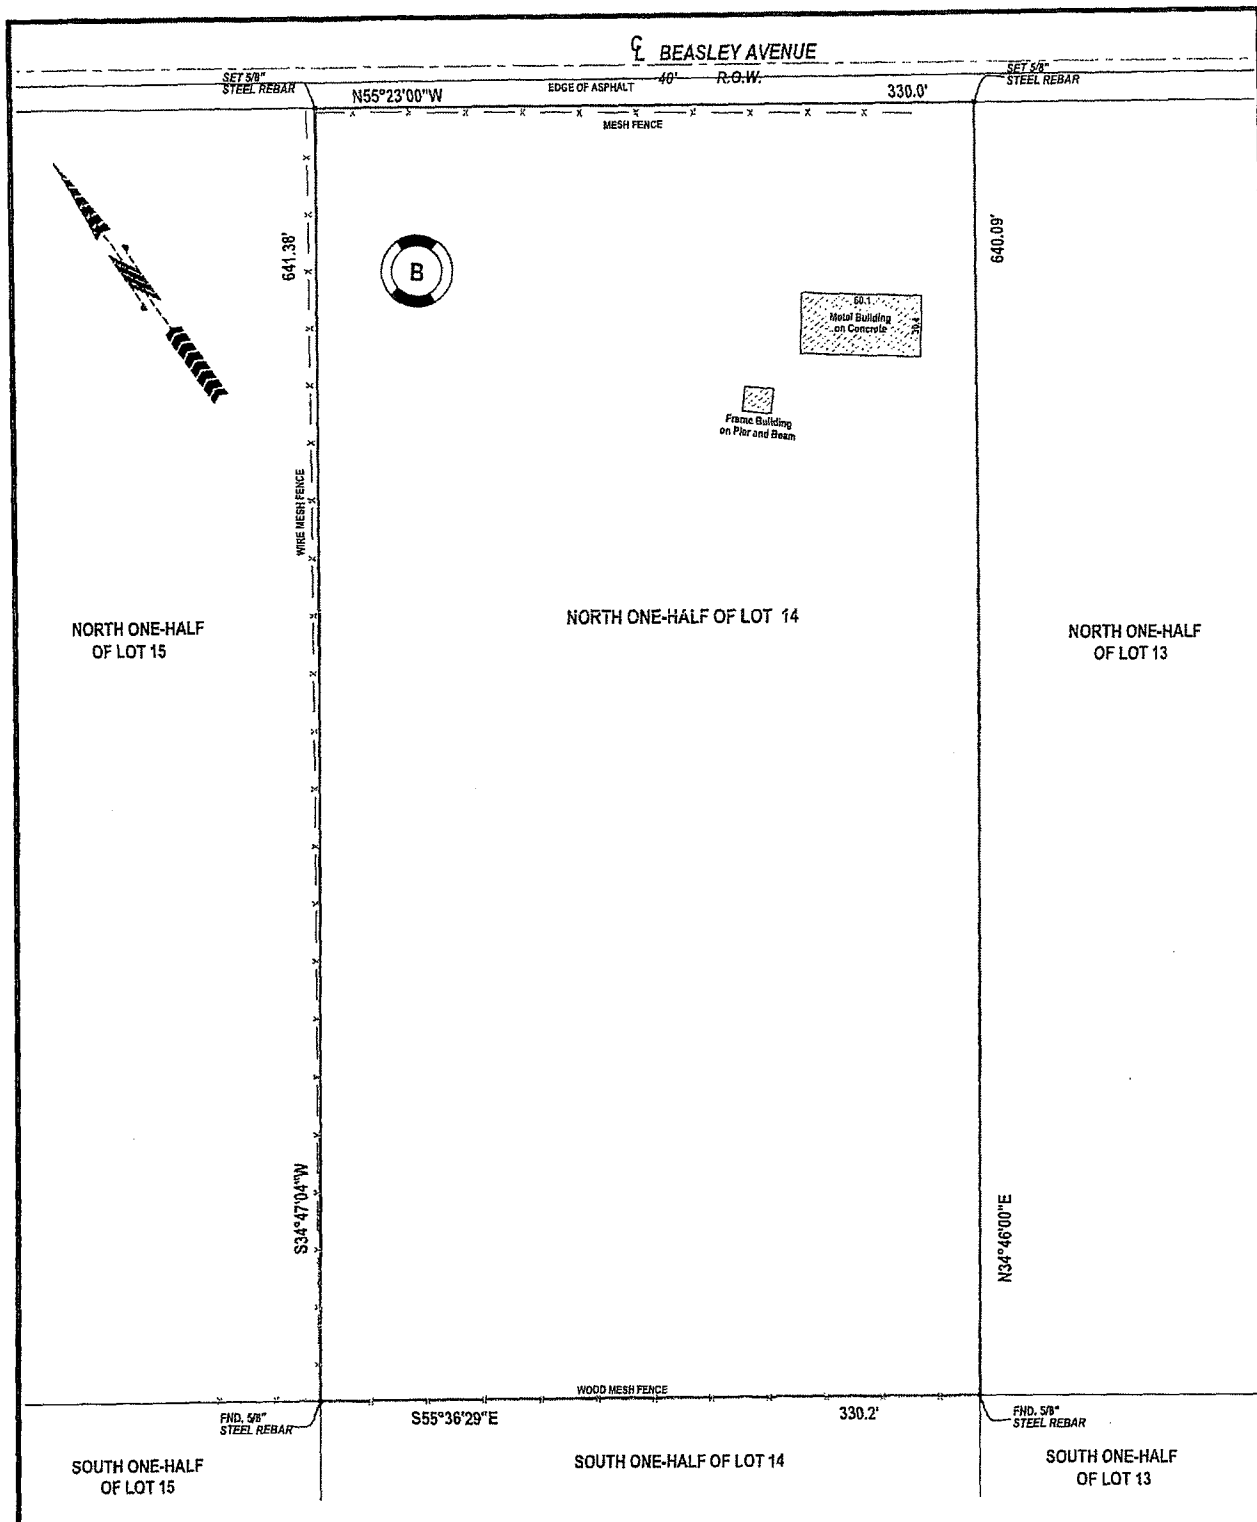 ℄ BEASLEY AVENUE
40' R.O.W.
SET 5/8"
STEEL REBAR
SET 5/8"
STEEL REBAR
N55°23'00"W
EDGE OF ASPHALT
330.0'
MESH FENCE
641.38'
640.09'
B
60.1
Metal Building
on Concrete
30.4
Frame Building
on Pier and Beam
WIRE MESH FENCE
NORTH ONE-HALF
OF LOT 15
NORTH ONE-HALF OF LOT 14
NORTH ONE-HALF
OF LOT 13
S34°47'04"W
N34°46'00"E
WOOD MESH FENCE
FND. 5/8"
STEEL REBAR
S55°36'29"E
330.2'
FND. 5/8"
STEEL REBAR
SOUTH ONE-HALF
OF LOT 15
SOUTH ONE-HALF OF LOT 14
SOUTH ONE-HALF
OF LOT 13